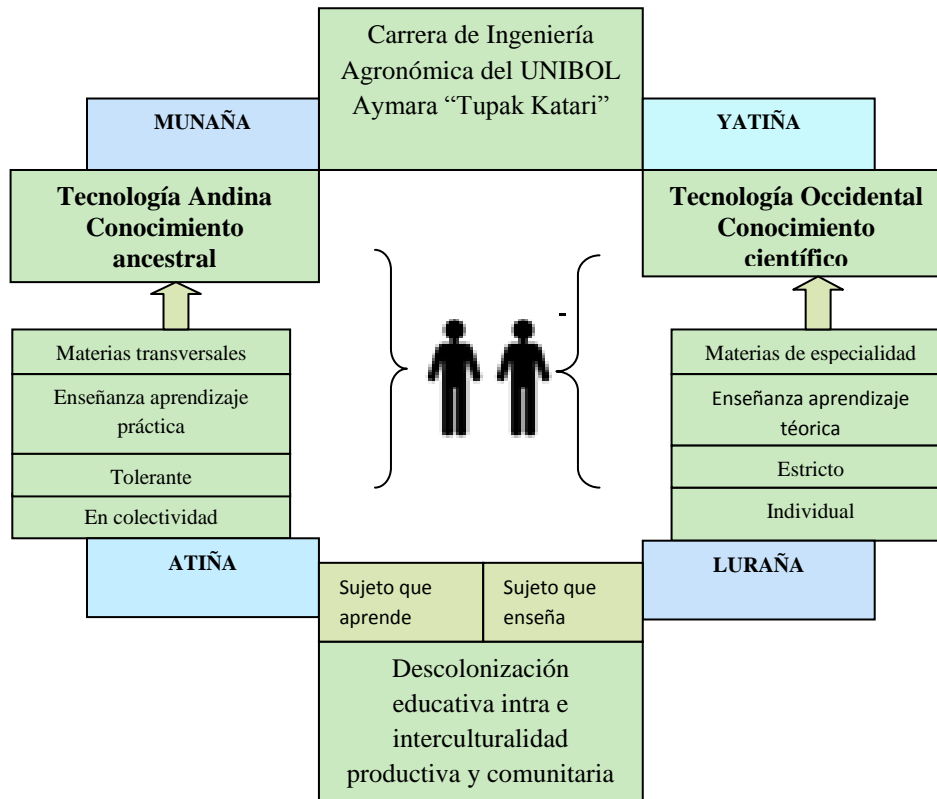 Carrera de Ingeniería
Agronómica del UNIBOL
Aymara “Tupak Katari”
MUNAÑA
YATIÑA
Tecnología Andina
Conocimiento
ancestral
Tecnología Occidental
Conocimiento
científico
-
Materias transversales
Enseñanza aprendizaje
práctica
Tolerante
En colectividad
Materias de especialidad
Enseñanza aprendizaje
téorica
Estricto
Individual
ATIÑA
LURAÑA
Sujeto que
aprende
Sujeto que
enseña
Descolonización
educativa intra e
interculturalidad
productiva y comunitaria